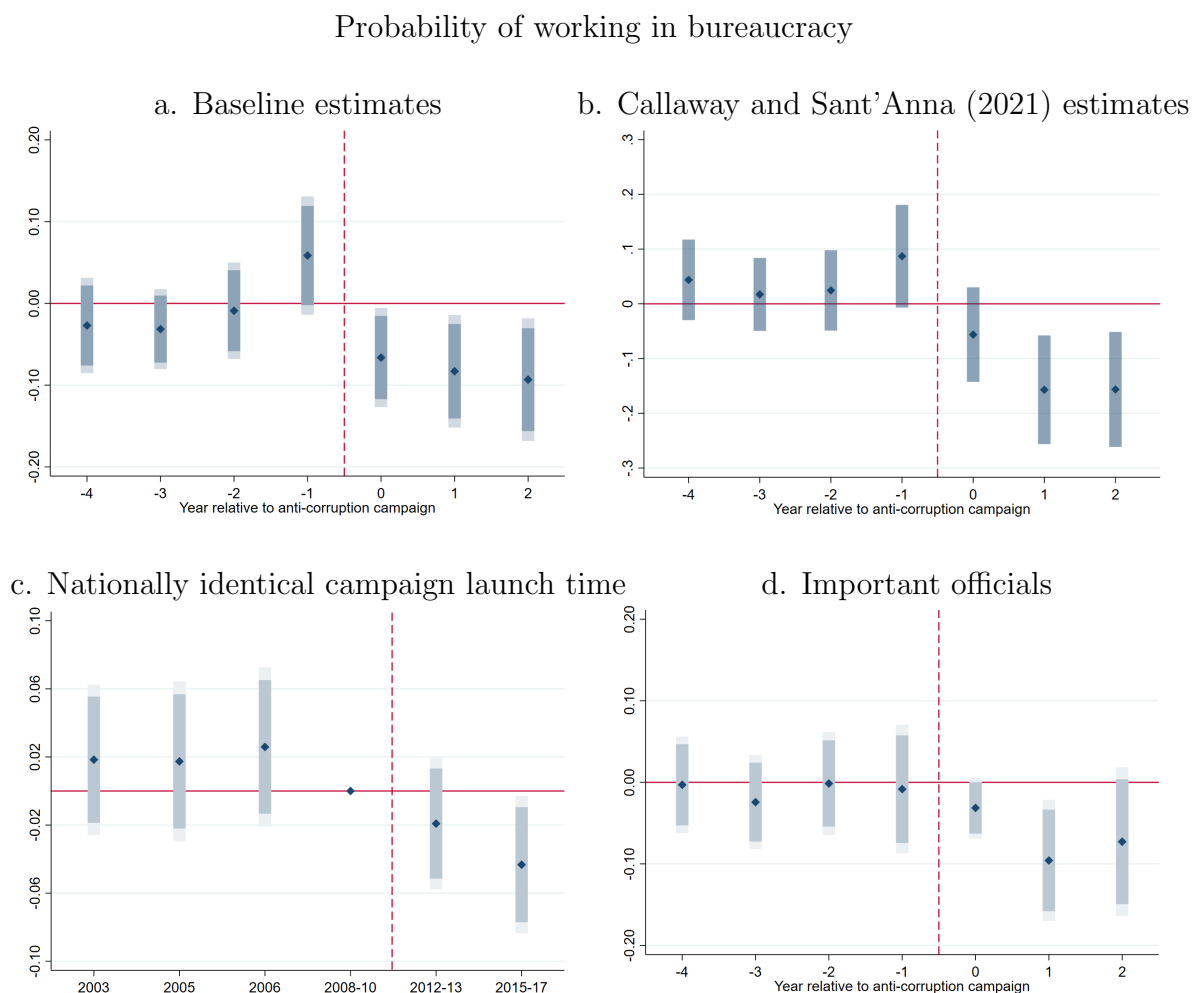 Probability of working in bureaucracy
a. Baseline estimates
0.20
0.10
0.00
-0.10
-0.20
-4 -3 -2 -1 0 1 2
Year relative to anti-corruption campaign
b. Callaway and Sant'Anna (2021) estimates
.3
.2
.1
0
-.1
-.2
-.3
-4 -3 -2 -1 0 1 2
Year relative to anti-corruption campaign
c. Nationally identical campaign launch time
0.10
0.06
0.02
-0.02
-0.06
-0.10
2003 2005 2006 2008-10 2012-13 2015-17
d. Important officials
0.20
0.10
0.00
-0.10
-0.20
-4 -3 -2 -1 0 1 2
Year relative to anti-corruption campaign